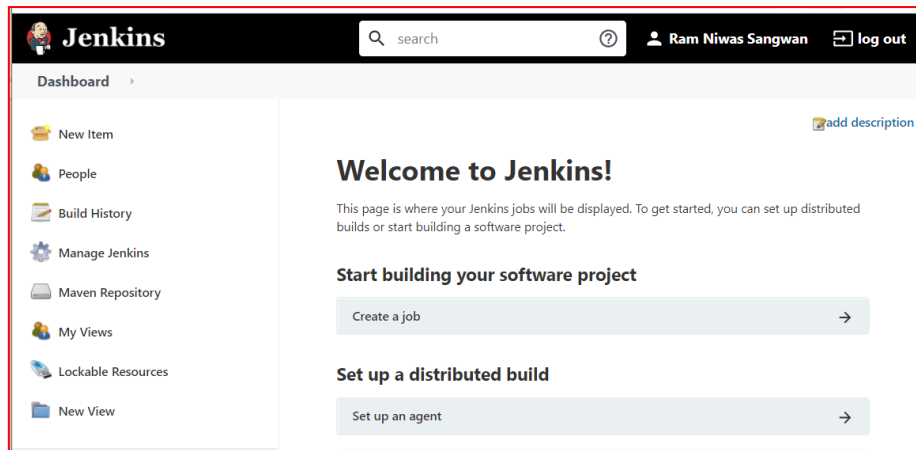 Jenkins
search
Ram Niwas Sangwan
log out
Dashboard
New Item
People
Build History
Manage Jenkins
Maven Repository
My Views
Lockable Resources
New View
add description
Welcome to Jenkins!
This page is where your Jenkins jobs will be displayed. To get started, you can set up distributed
builds or start building a software project.
Start building your software project
Create a job
Set up a distributed build
Set up an agent